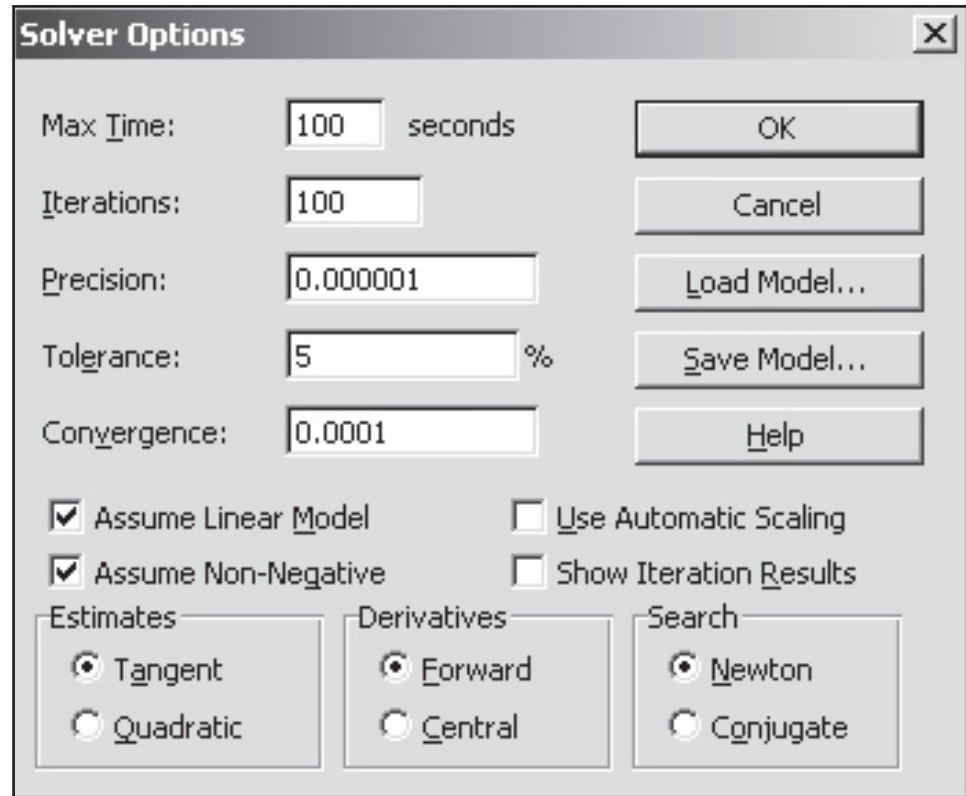 Solver Options
Max Time: 100 seconds
OK
Iterations: 100
Cancel
Precision: 0.000001
Load Model...
Tolerance: 5 %
Save Model...
Convergence: 0.0001
Help
Assume Linear Model
Use Automatic Scaling
Assume Non-Negative
Show Iteration Results
Estimates
Tangent
Quadratic
Derivatives
Forward
Central
Search
Newton
Conjugate